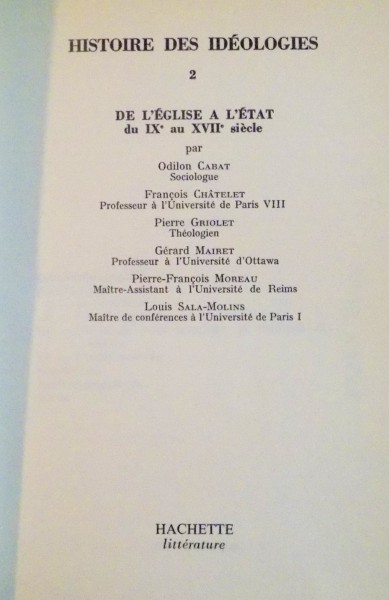 HISTOIRE DES IDÉOLOGIES
2
DE L'ÉGLISE A L'ÉTAT
du IXe au XVIIe siècle
par
Odilon CABAT
Sociologue
François CHÂTELET
Professeur à l'Université de Paris VIII
Pierre GRIOLET
Théologien
Gérard MAIRET
Professeur à l'Université d'Ottawa
Pierre-François MOREAU
Maître-Assistant à l'Université de Reims
Louis SALA-MOLINS
Maître de conférences à l'Université de Paris I
HACHETTE
littérature